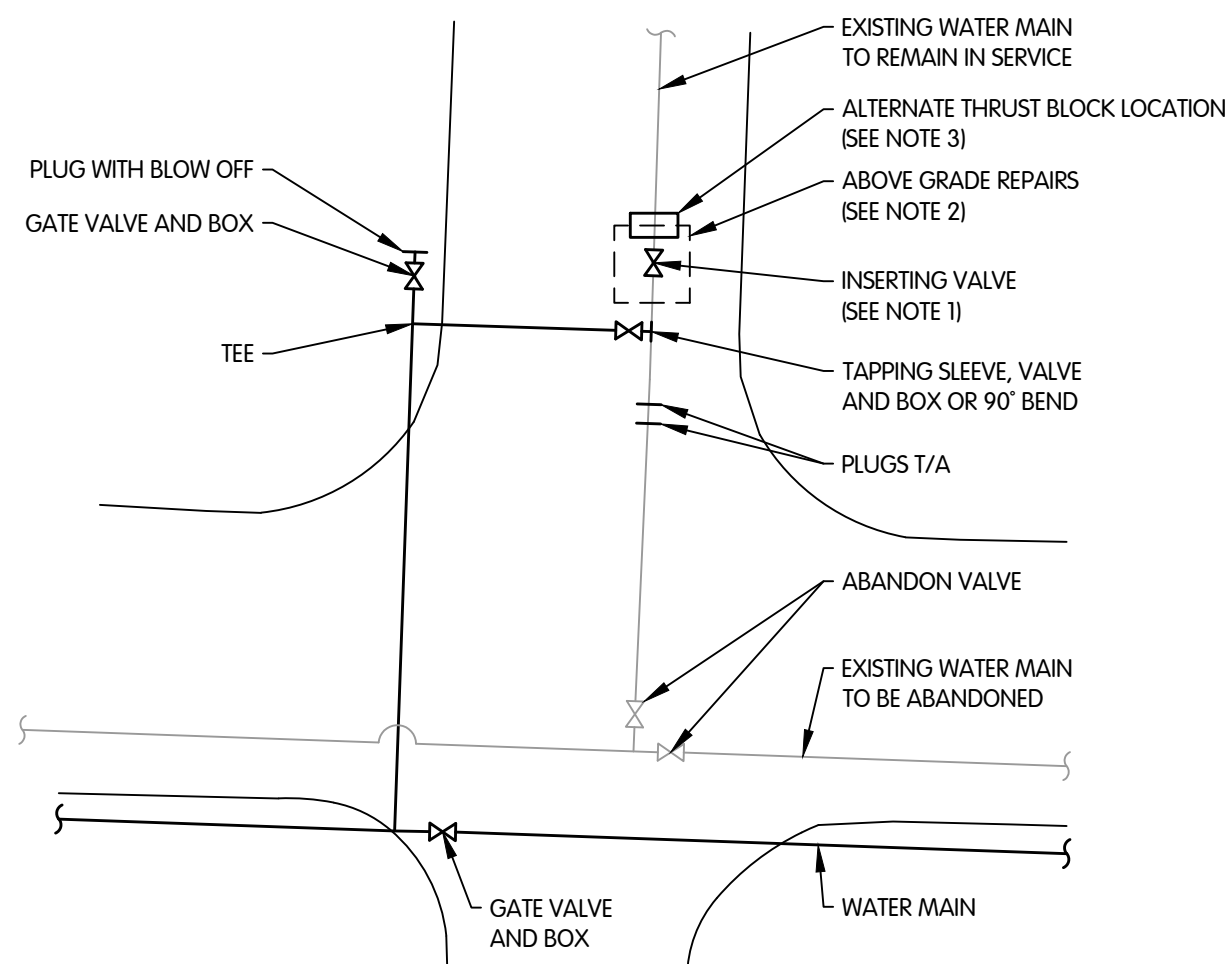 EXISTING WATER MAIN
TO REMAIN IN SERVICE
ALTERNATE THRUST BLOCK LOCATION
(SEE NOTE 3)
PLUG WITH BLOW OFF
ABOVE GRADE REPAIRS
(SEE NOTE 2)
GATE VALVE AND BOX
INSERTING VALVE
(SEE NOTE 1)
TEE
TAPPING SLEEVE, VALVE
AND BOX OR 90° BEND
PLUGS T/A
ABANDON VALVE
EXISTING WATER MAIN
TO BE ABANDONED
GATE VALVE
AND BOX
WATER MAIN